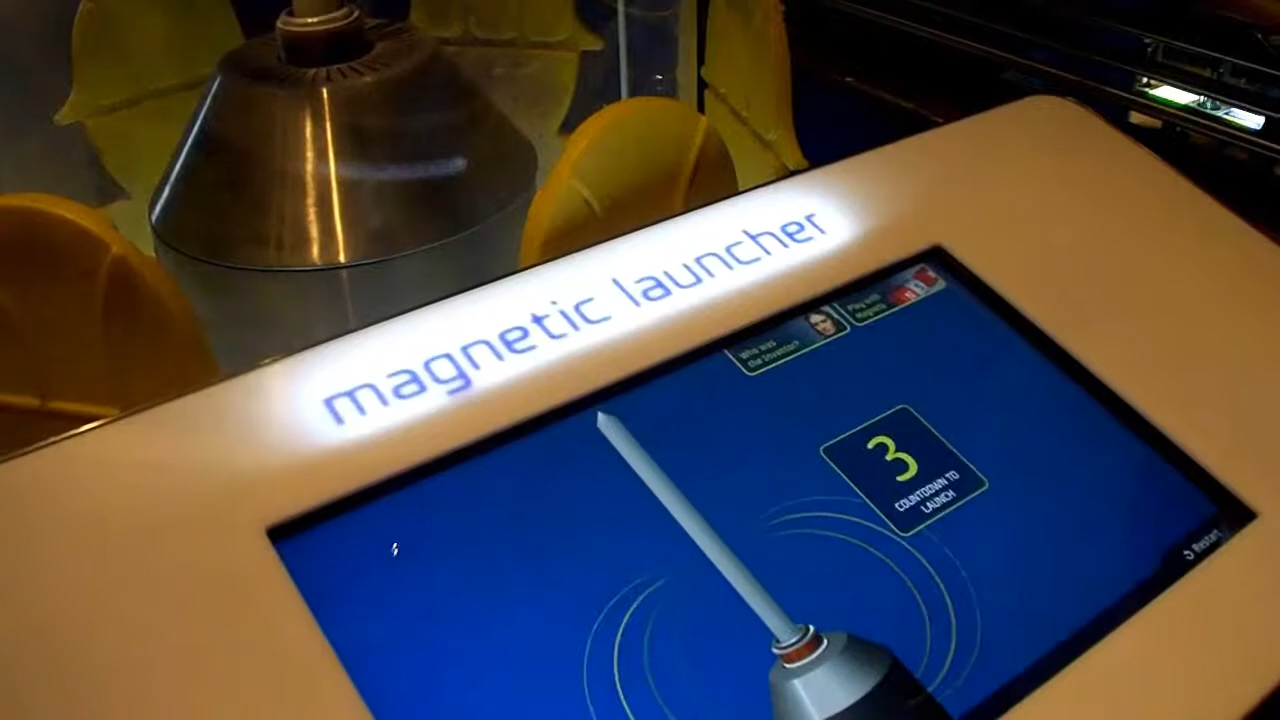 magnetic launcher
Who was
the Inventor?
Play with
Magnets
3
COUNTDOWN TO
LAUNCH
Restart